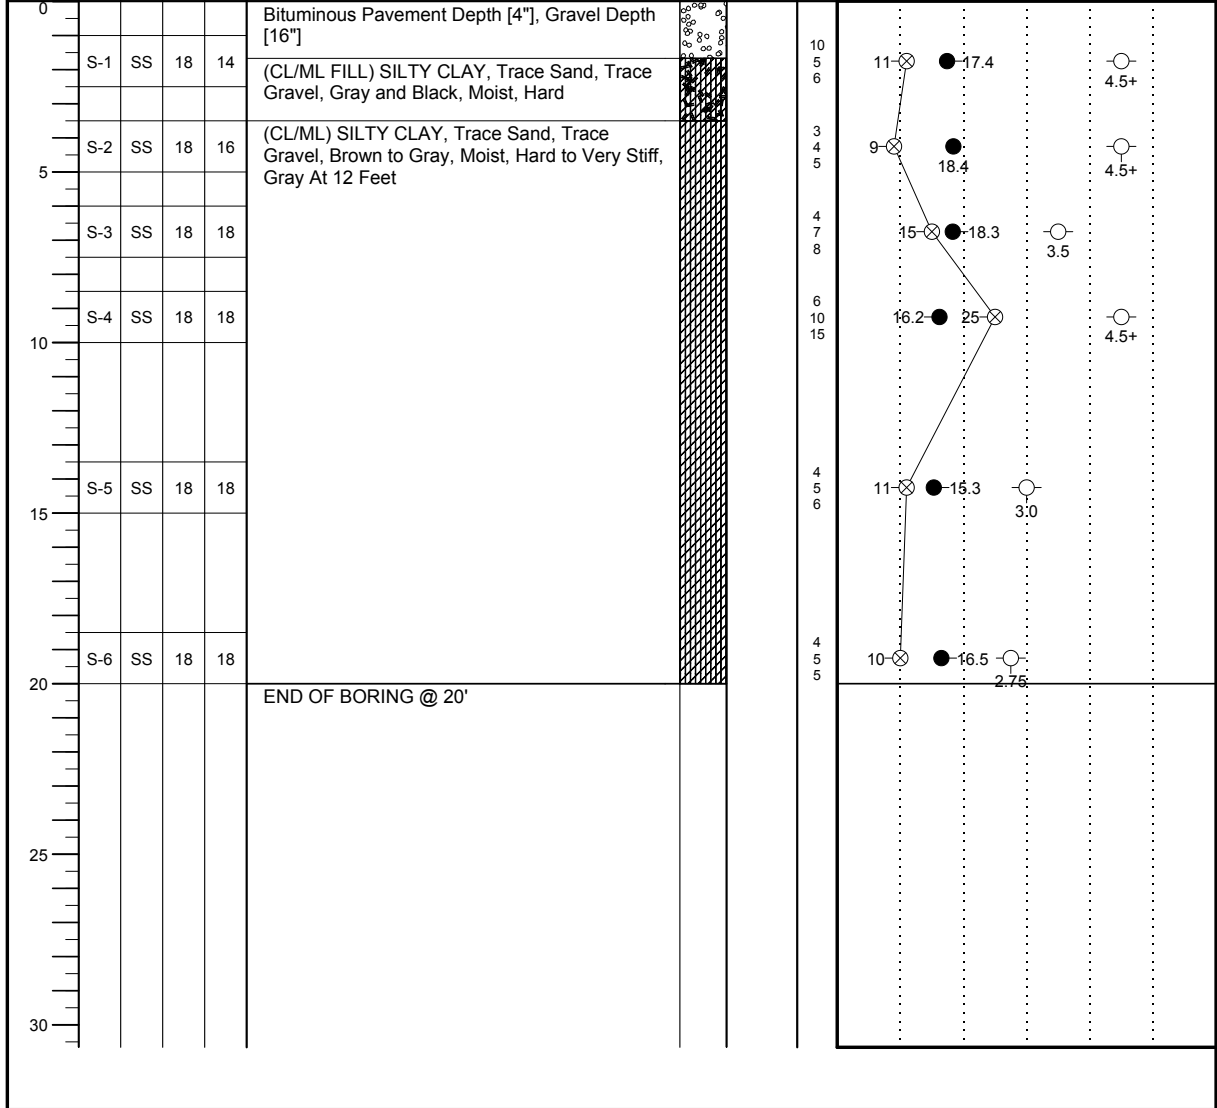 0
Bituminous Pavement Depth [4"], Gravel Depth
[16"]
S-1 SS 18 14
(CL/ML FILL) SILTY CLAY, Trace Sand, Trace
Gravel, Gray and Black, Moist, Hard
10
5
6
11 17.4 4.5+
S-2 SS 18 16
(CL/ML) SILTY CLAY, Trace Sand, Trace
Gravel, Brown to Gray, Moist, Hard to Very Stiff,
Gray At 12 Feet
3
4
5
9 18.4 4.5+
5
S-3 SS 18 18
4
7
8
15 18.3 3.5
S-4 SS 18 18
6
10
15
16.2 25 4.5+
10
S-5 SS 18 18
4
5
6
11 15.3 3.0
15
S-6 SS 18 18
4
5
5
10 16.5 2.75
20
END OF BORING @ 20'
25
30